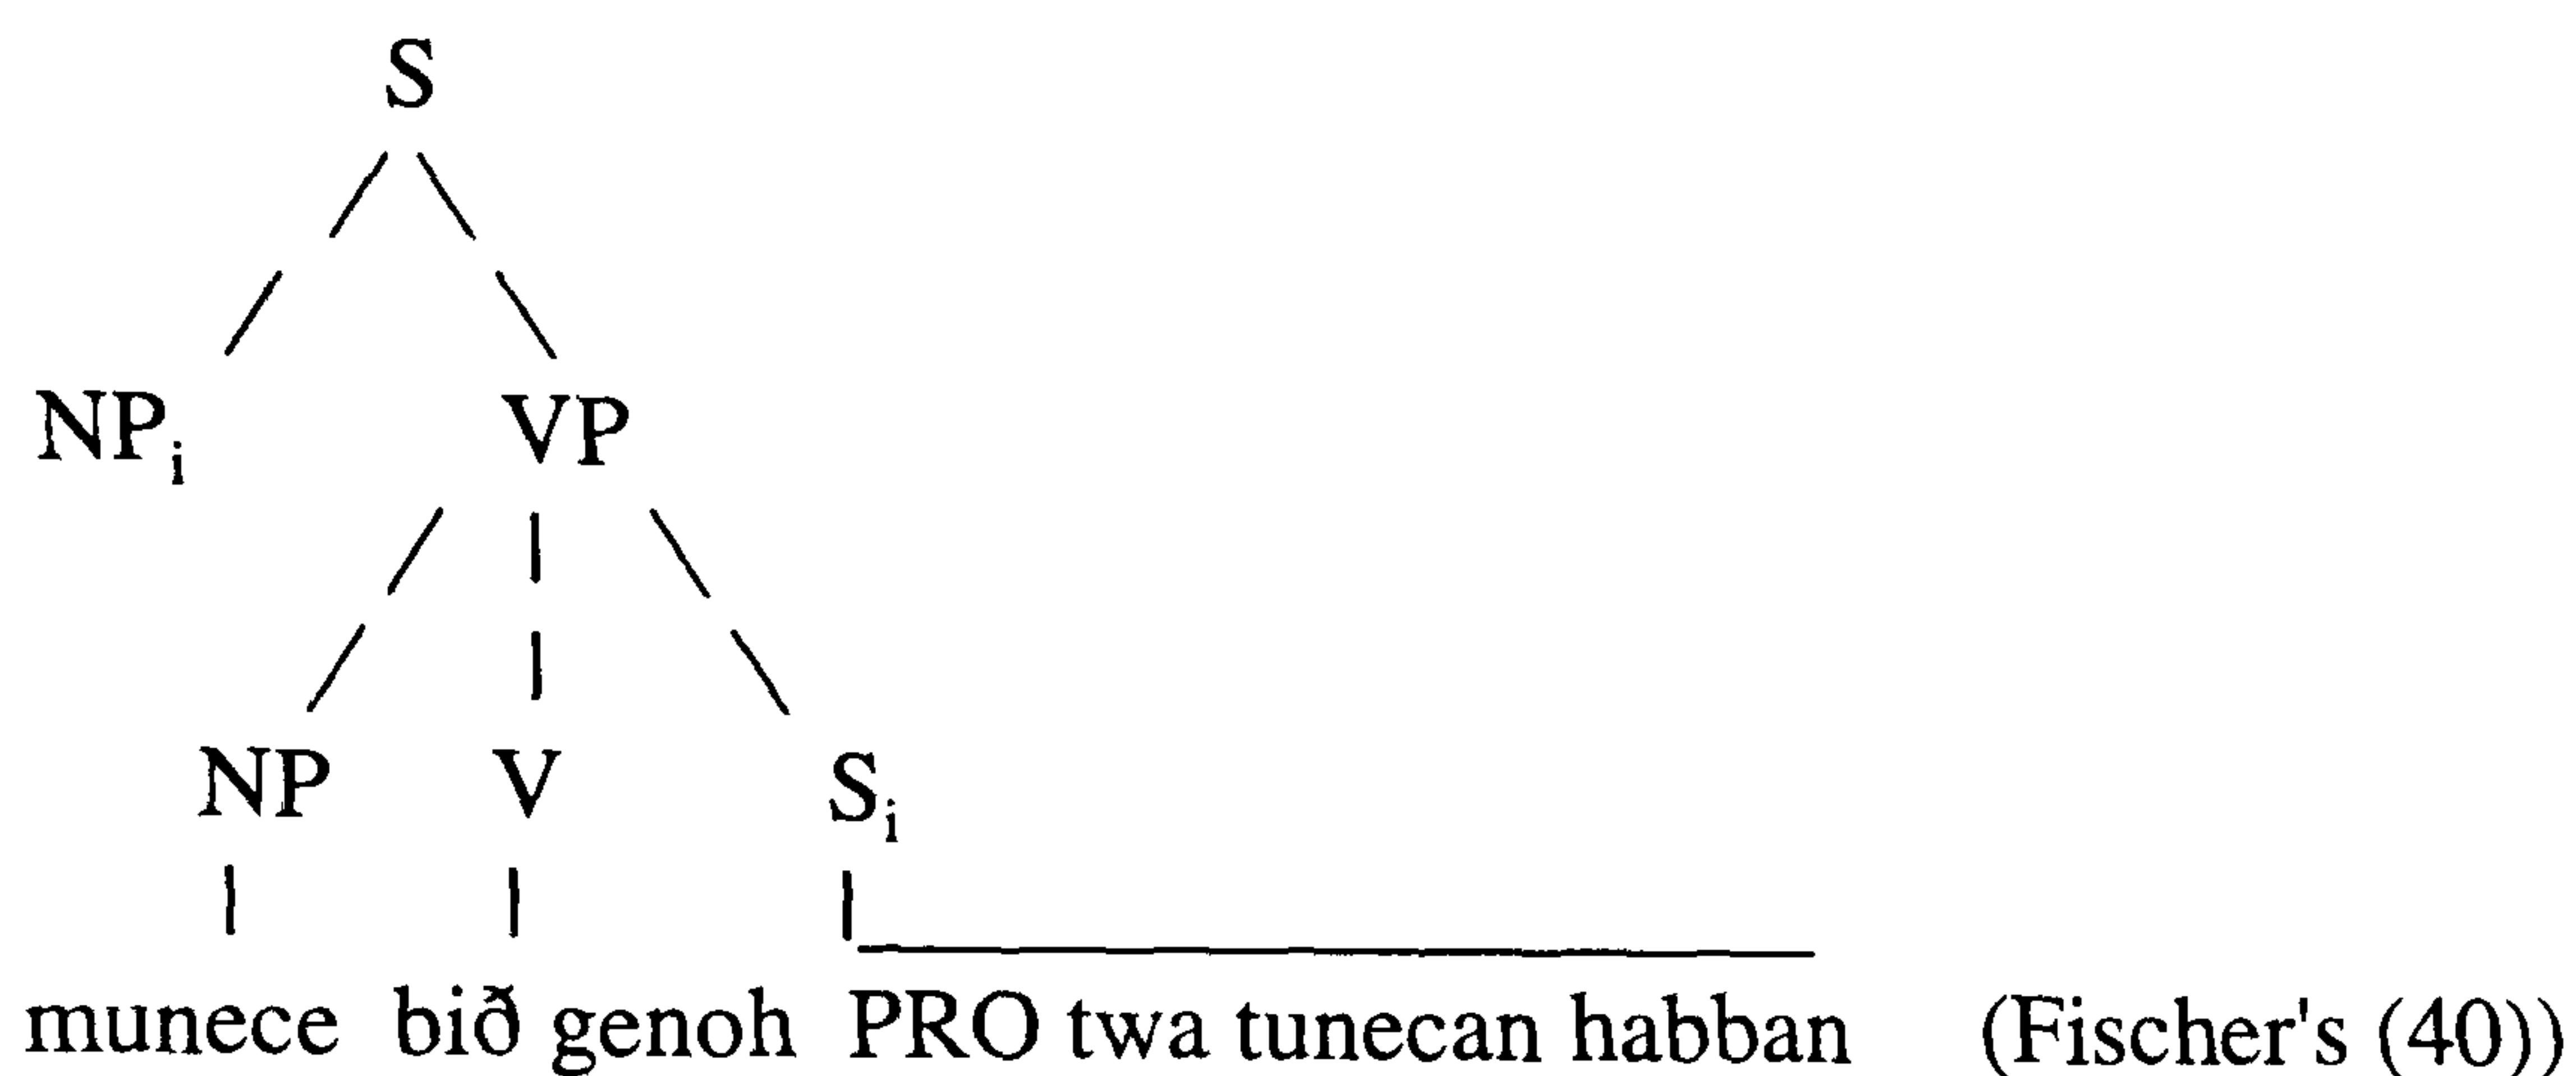 S
NPᵢ VP
NP V Sᵢ
munece bið genoh PRO twa tunecan habban (Fischer's (40))